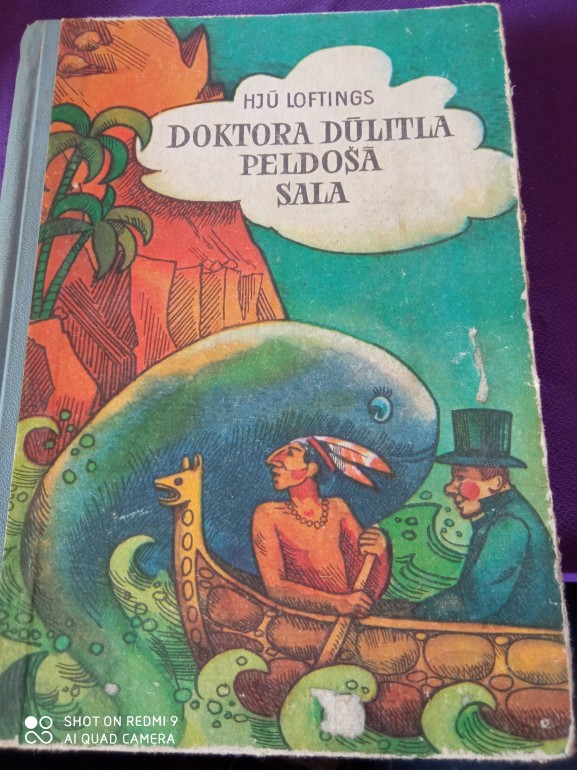 HJŪ LOFTINGS
DOKTORA DŪLITLA
PELDOŠĀ
SALA
SHOT ON REDMI 9
AI QUAD CAMERA